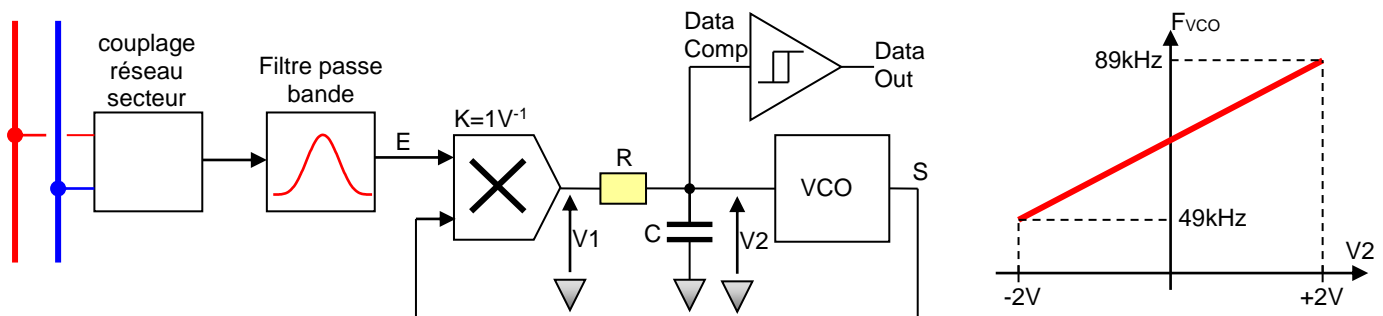 couplage
réseau
secteur
Filtre passe
bande
E
K=1V-1
V1
R
C
V2
Data
Comp
Data
Out
VCO
S
FVCO
89kHz
49kHz
V2
-2V
+2V